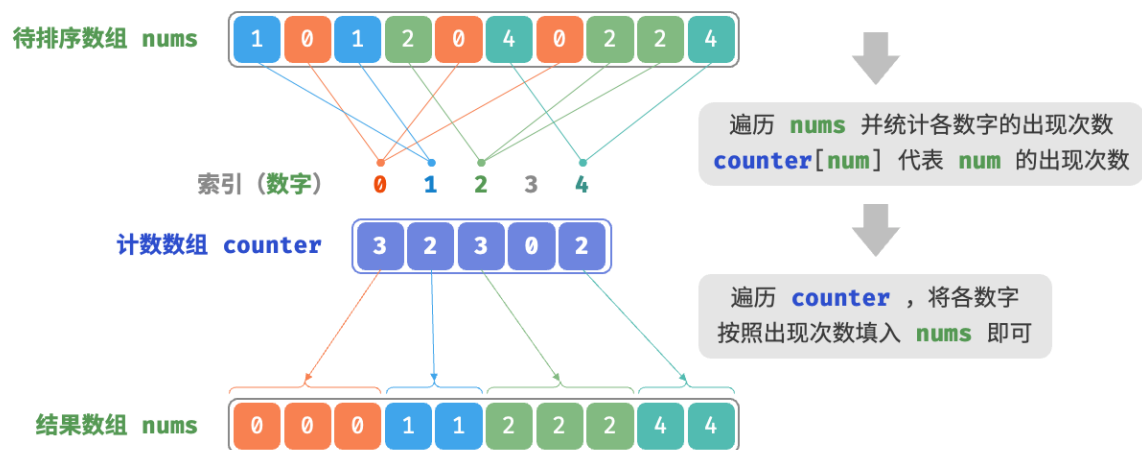 待排序数组 nums
1 0 1 2 0 4 0 2 2 4
遍历 nums 并统计各数字的出现次数
counter[num] 代表 num 的出现次数
索引（数字）
0 1 2 3 4
计数数组 counter
3 2 3 0 2
遍历 counter ，将各数字
按照出现次数填入 nums 即可
结果数组 nums
0 0 0 1 1 2 2 2 4 4